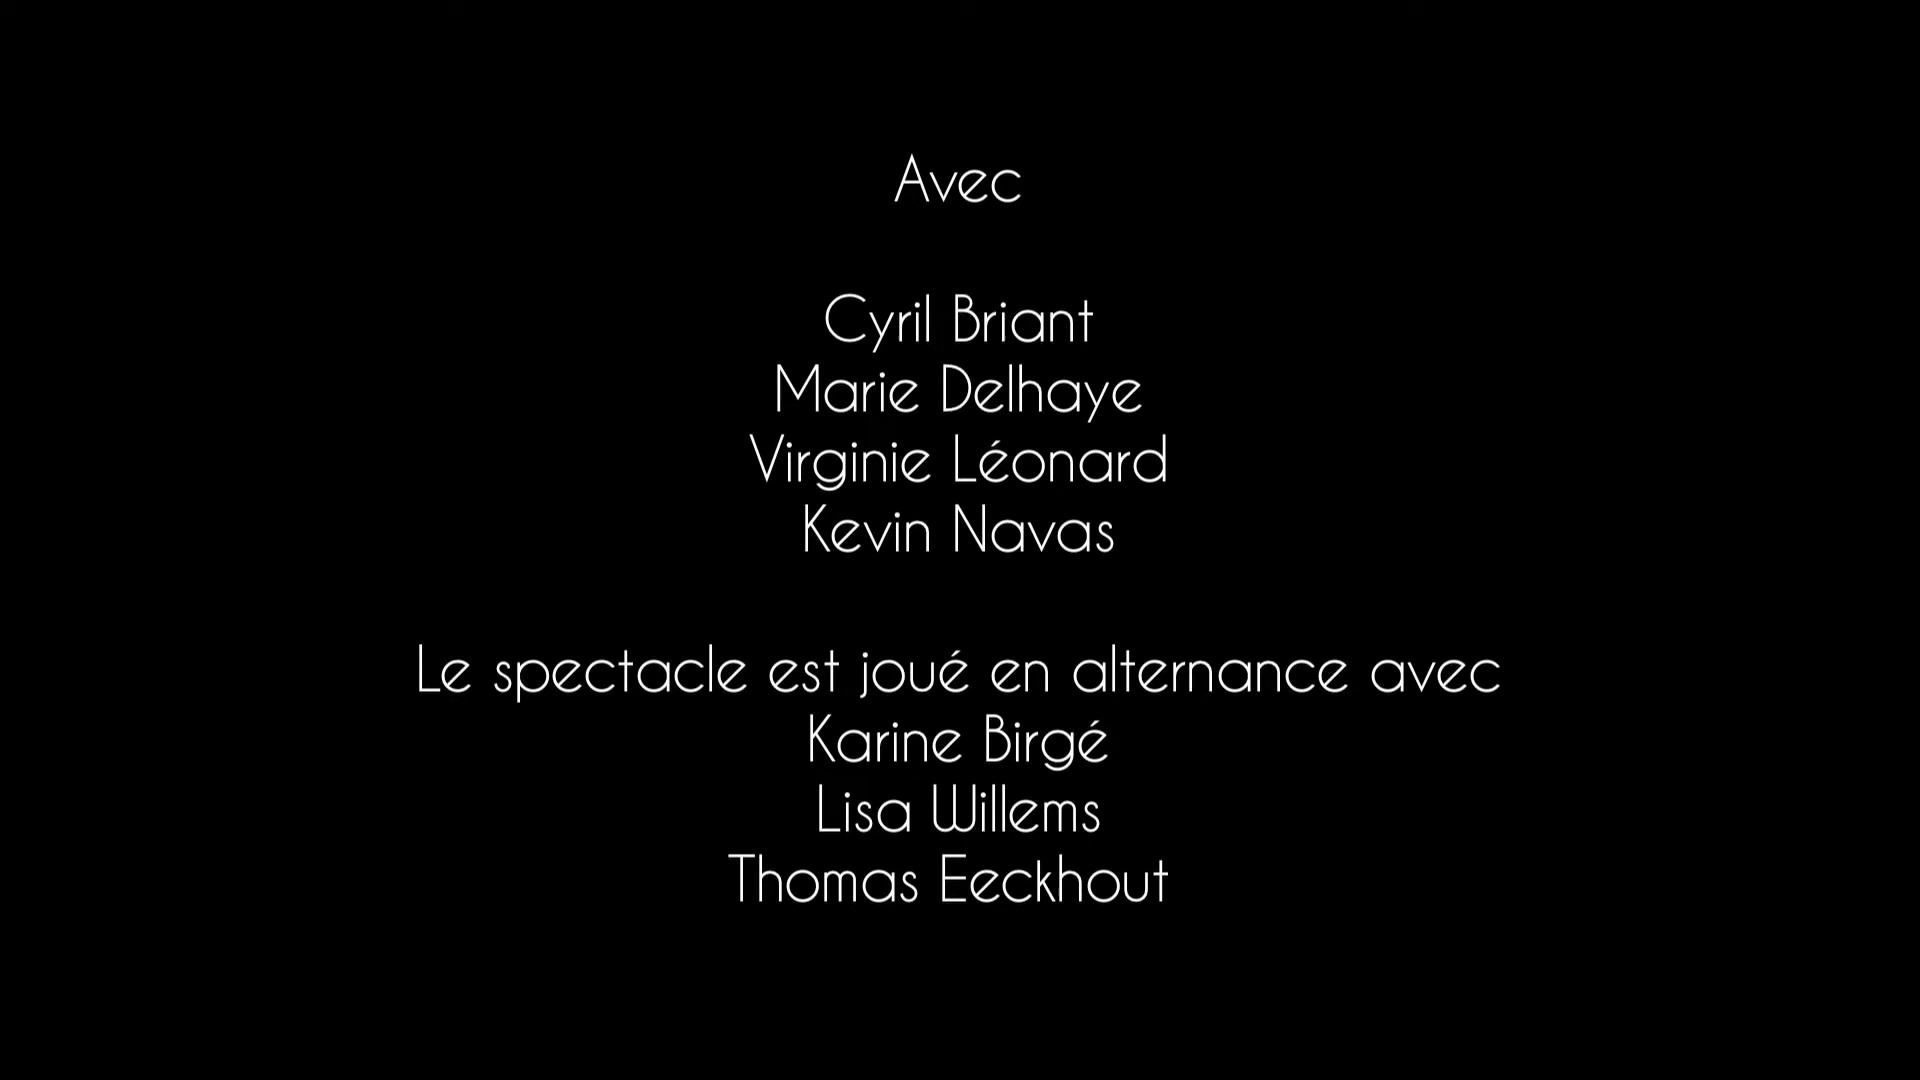 Avec
Cyril Briant
Marie Delhaye
Virginie Léonard
Kevin Navas
Le spectacle est joué en alternance avec
Karine Birgé
Lisa Willems
Thomas Eeckhout